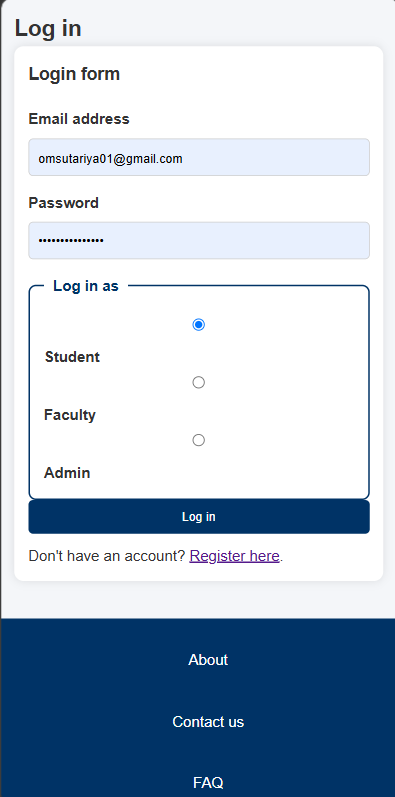 Log in
Login form
Email address
omsutariya01@gmail.com
Password
•••••••••••••••
Log in as
Student
Faculty
Admin
Log in
Don't have an account? Register here.
About
Contact us
FAQ